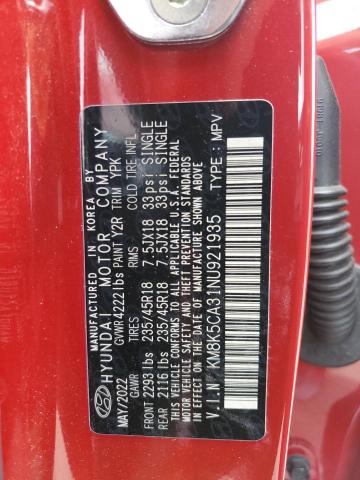 MANUFACTURED IN KOREA BY
HYUNDAI MOTOR COMPANY
MAY/2022 GVWR 4222 lbs PAINT Y2R TRIM YPK
GAWR TIRES RIMS COLD TIRE INFL.
FRONT 2293 lbs 235/45R18 7.5JX18 33psi SINGLE
REAR 2116 lbs 235/45R18 7.5JX18 33psi SINGLE
THIS VEHICLE CONFORMS TO ALL APPLICABLE U.S.A. FEDERAL
MOTOR VEHICLE SAFETY, BUMPER, AND THEFT PREVENTION
STANDARDS IN EFFECT ON THE DATE OF MANUFACTURE SHOWN ABOVE.
V.I.N KM8K5CA31NU921935 TYPE : MPV